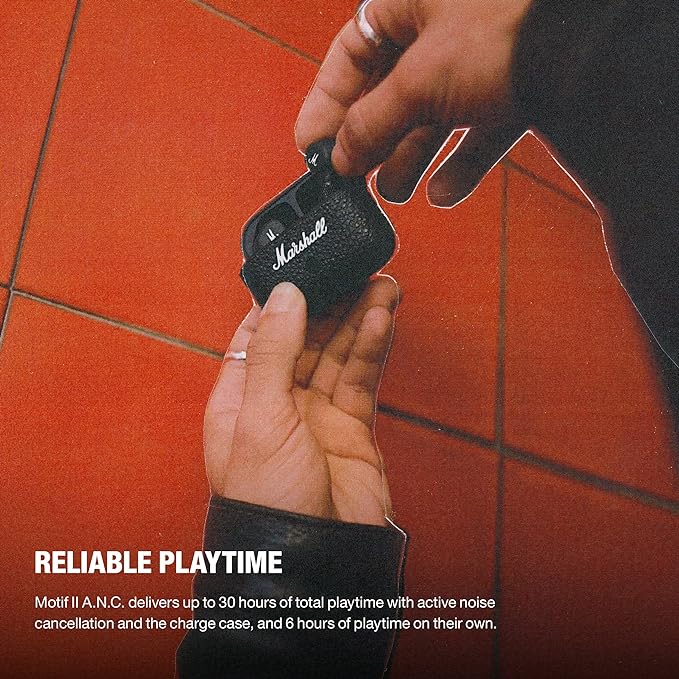 M
Marshall
RELIABLE PLAYTIME
Motif II A.N.C. delivers up to 30 hours of total playtime with active noise
cancellation and the charge case, and 6 hours of playtime on their own.